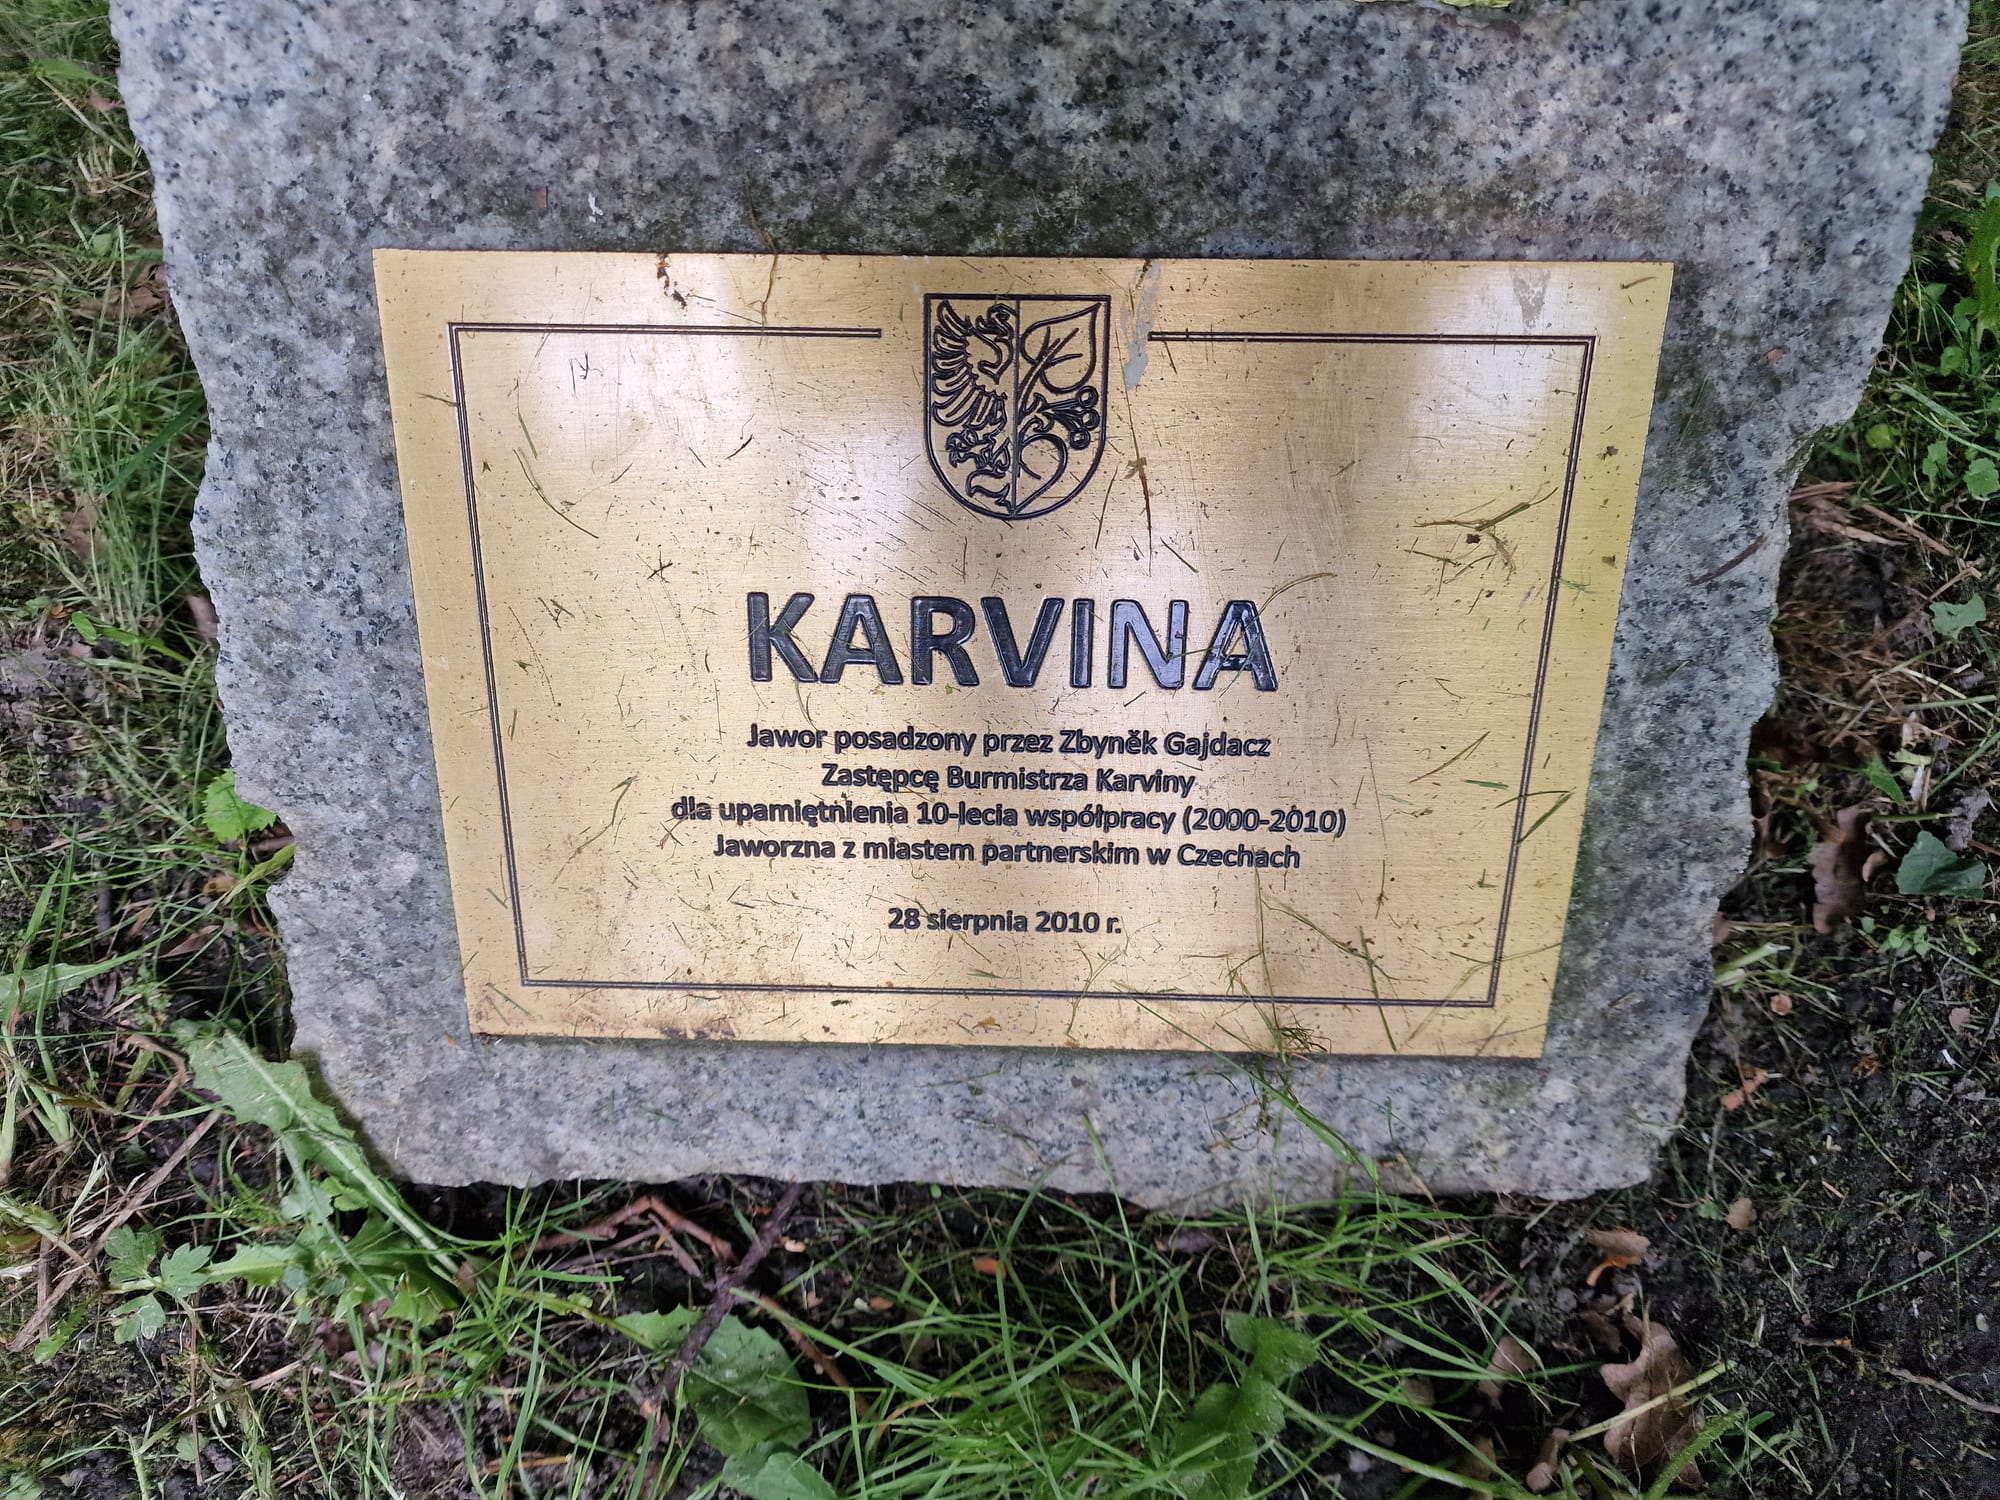 KARVINA
Jawor posadzony przez Zbyněk Gajdacz
Zastępcę Burmistrza Karviny
dla upamiętnienia 10-lecia współpracy (2000-2010)
Jaworzna z miastem partnerskim w Czechach
28 sierpnia 2010 r.